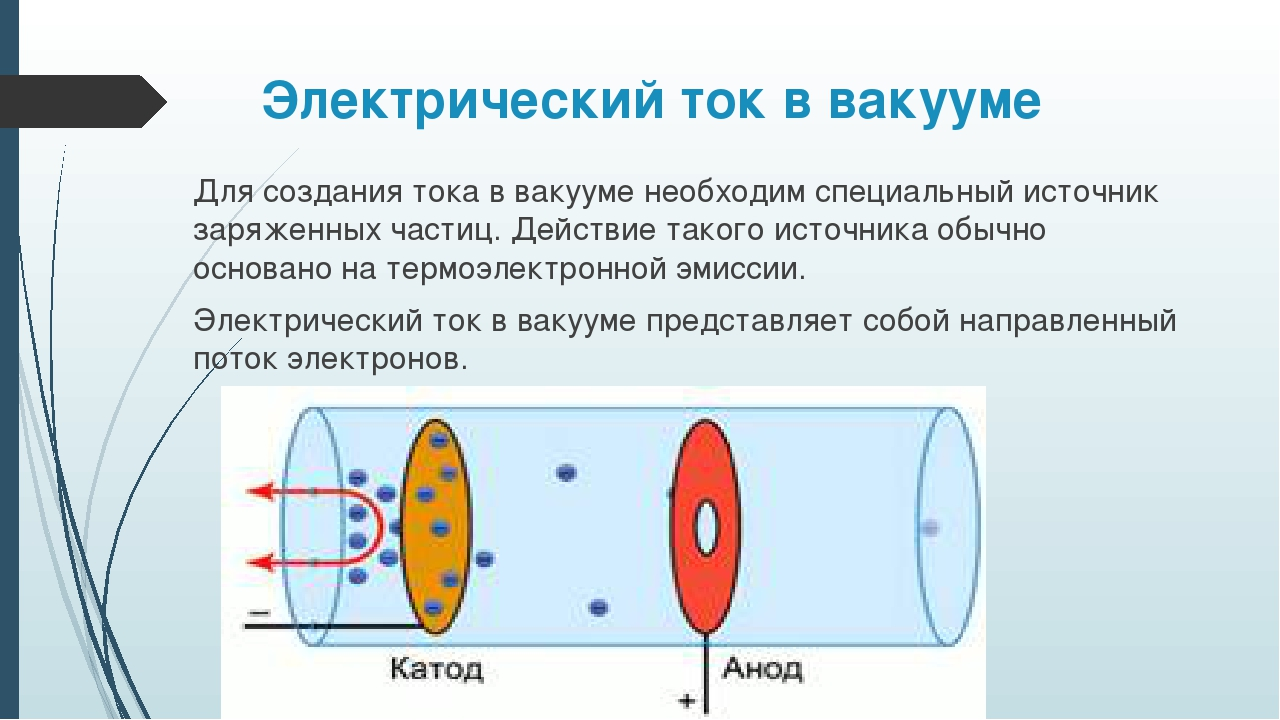 Электрический ток в вакууме
Для создания тока в вакууме необходим специальный источник
заряженных частиц. Действие такого источника обычно
основано на термоэлектронной эмиссии.
Электрический ток в вакууме представляет собой направленный
поток электронов.
−
Катод
Анод
+